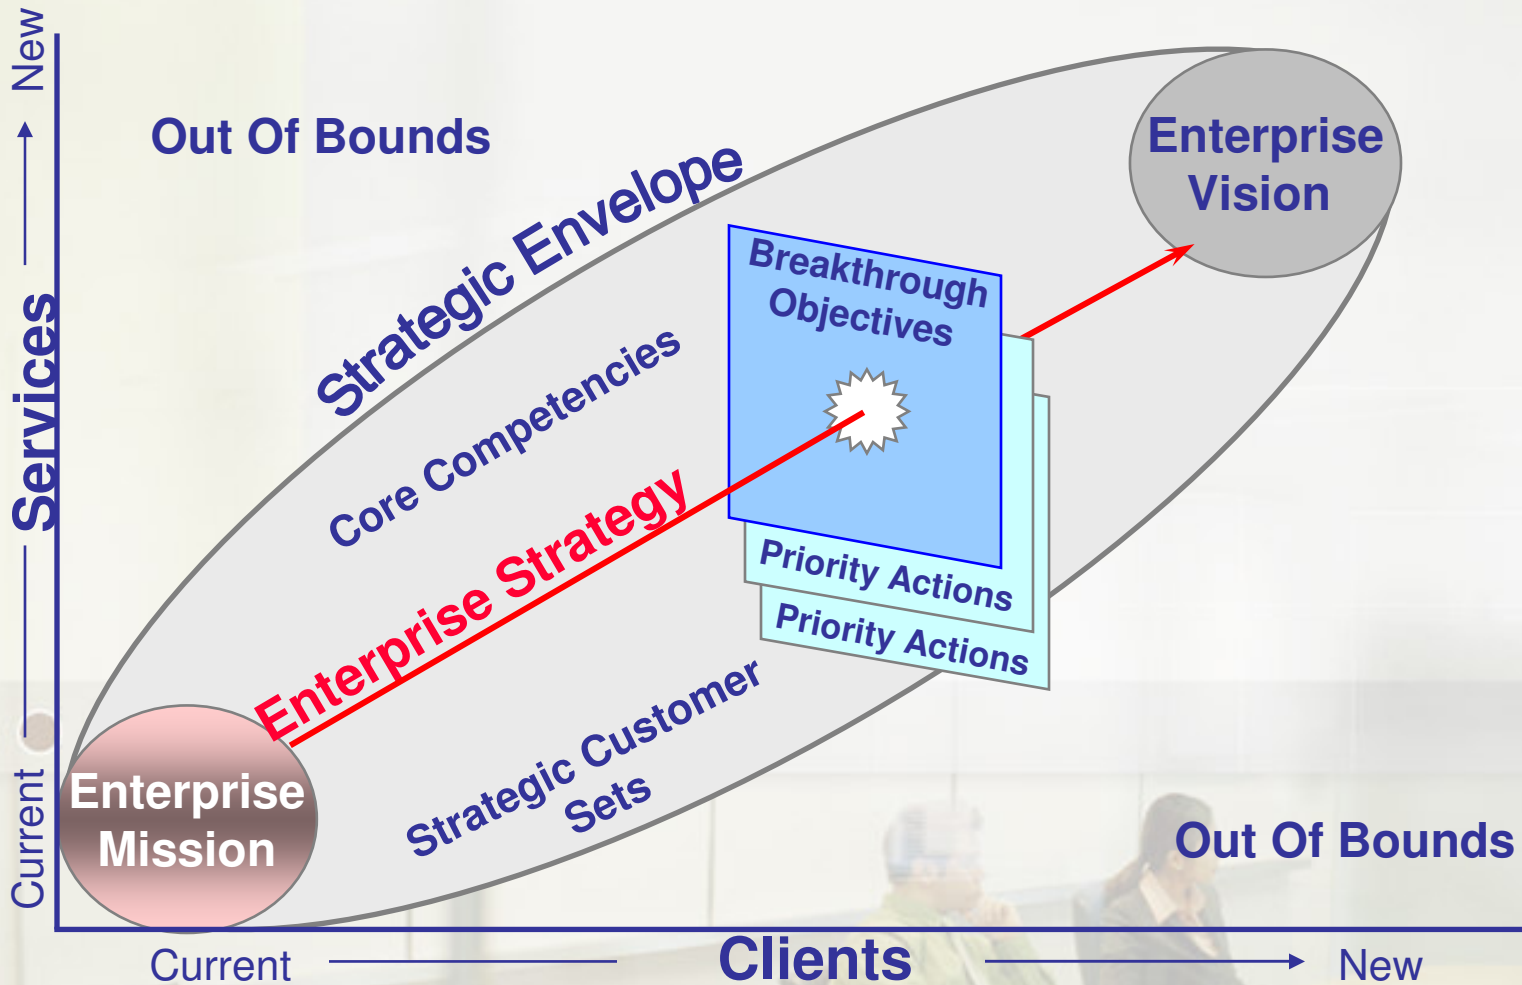 New
Services
Current
Out Of Bounds
Strategic Envelope
Core Competencies
Enterprise Strategy
Strategic Customer
Sets
Breakthrough
Objectives
Priority Actions
Priority Actions
Enterprise
Vision
Enterprise
Mission
Out Of Bounds
Current
Clients
New